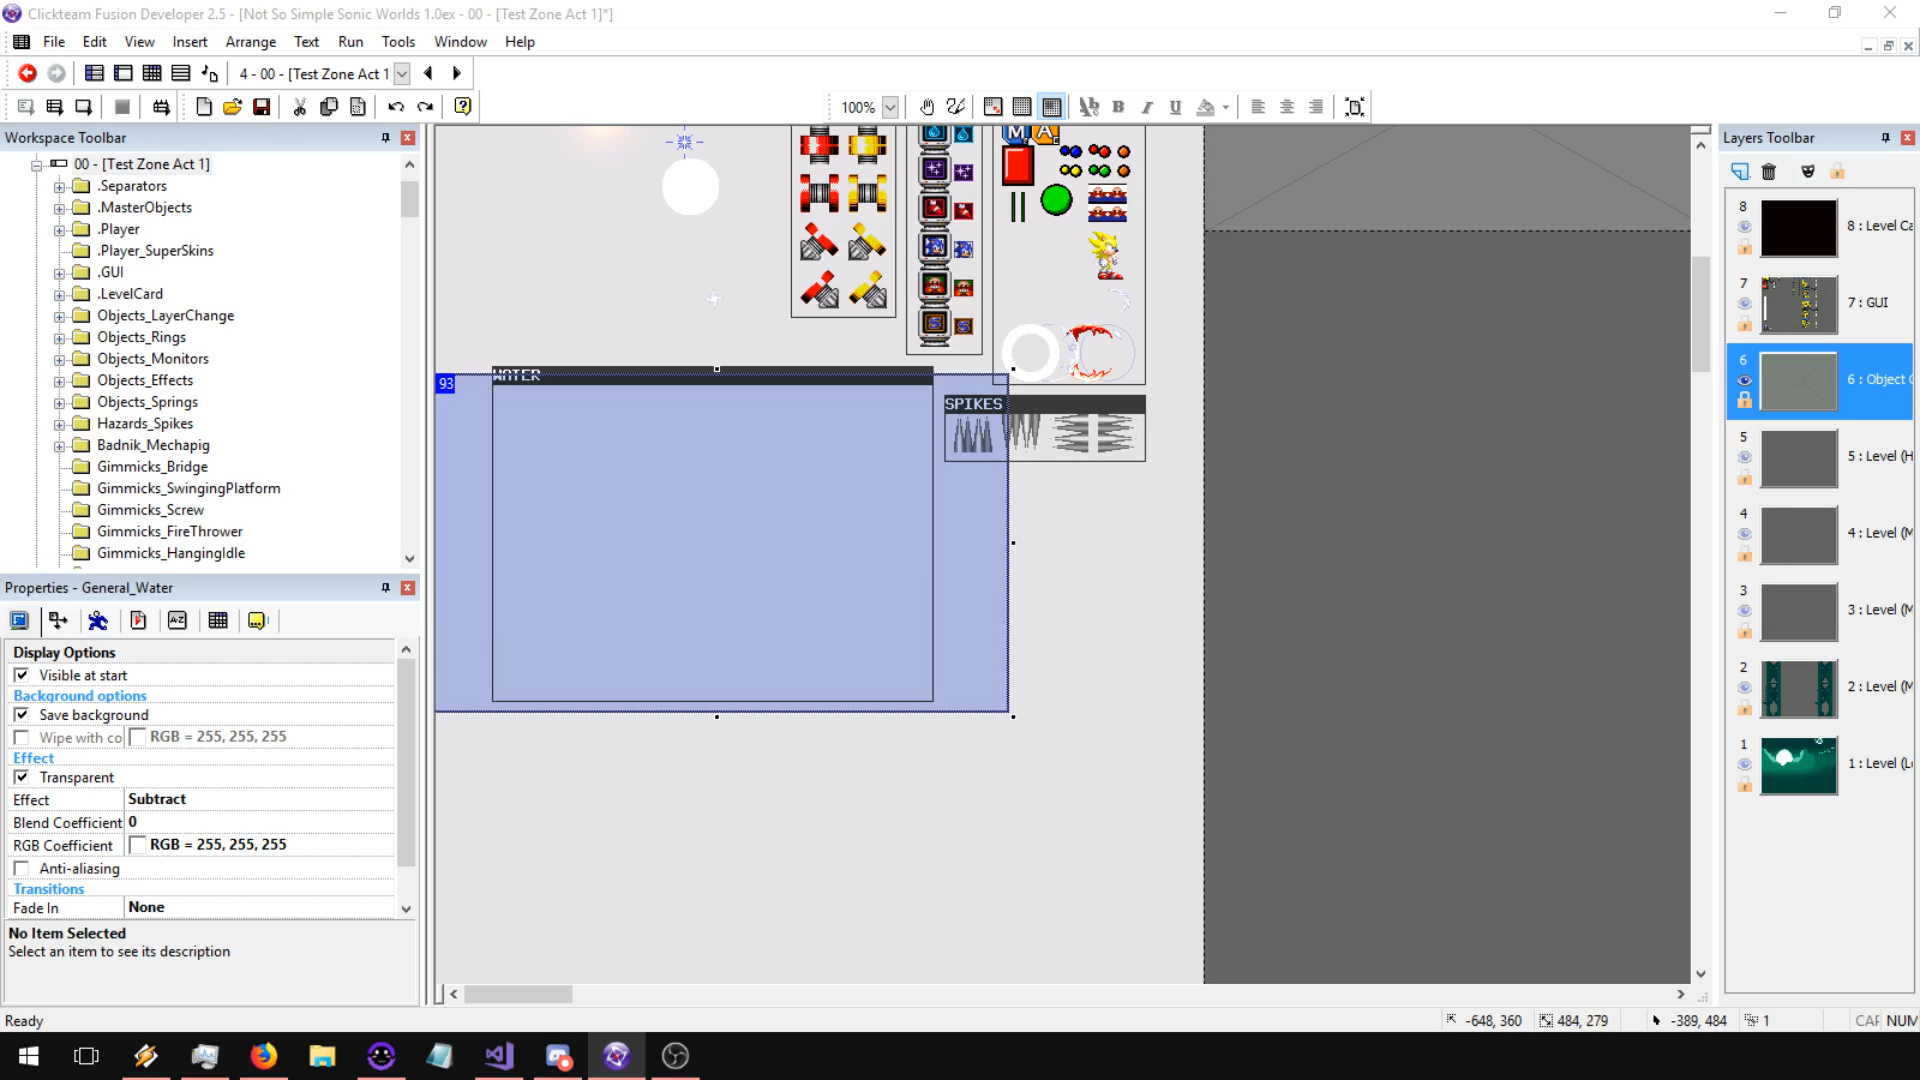 Clickteam Fusion Developer 2.5 - [Not So Simple Sonic Worlds 1.0ex - 00 - [Test Zone Act 1]*]
File Edit View Insert Arrange Text Run Tools Window Help
4 - 00 - [Test Zone Act 1
100%
Workspace Toolbar
00 - [Test Zone Act 1]
.Separators
.MasterObjects
.Player
.Player_SuperSkins
.GUI
.LevelCard
Objects_LayerChange
Objects_Rings
Objects_Monitors
Objects_Effects
Objects_Springs
Hazards_Spikes
Badnik_Mechapig
Gimmicks_Bridge
Gimmicks_SwingingPlatform
Gimmicks_Screw
Gimmicks_FireThrower
Gimmicks_HangingIdle
Properties - General_Water
Display Options
Visible at start
Background options
Save background
Wipe with co RGB = 255, 255, 255
Effect
Transparent
Effect Subtract
Blend Coefficient 0
RGB Coefficient RGB = 255, 255, 255
Anti-aliasing
Transitions
Fade In None
No Item Selected
Select an item to see its description
M A
93
WATER
SPIKES
Layers Toolbar
8
8 : Level Ca
7
7 : GUI
6
6 : Object
5
5 : Level (H
4
4 : Level (M
3
3 : Level (M
2
2 : Level (M
1
1 : Level (L
Ready
-648, 360 484, 279 -389, 484 1 CAP NUM